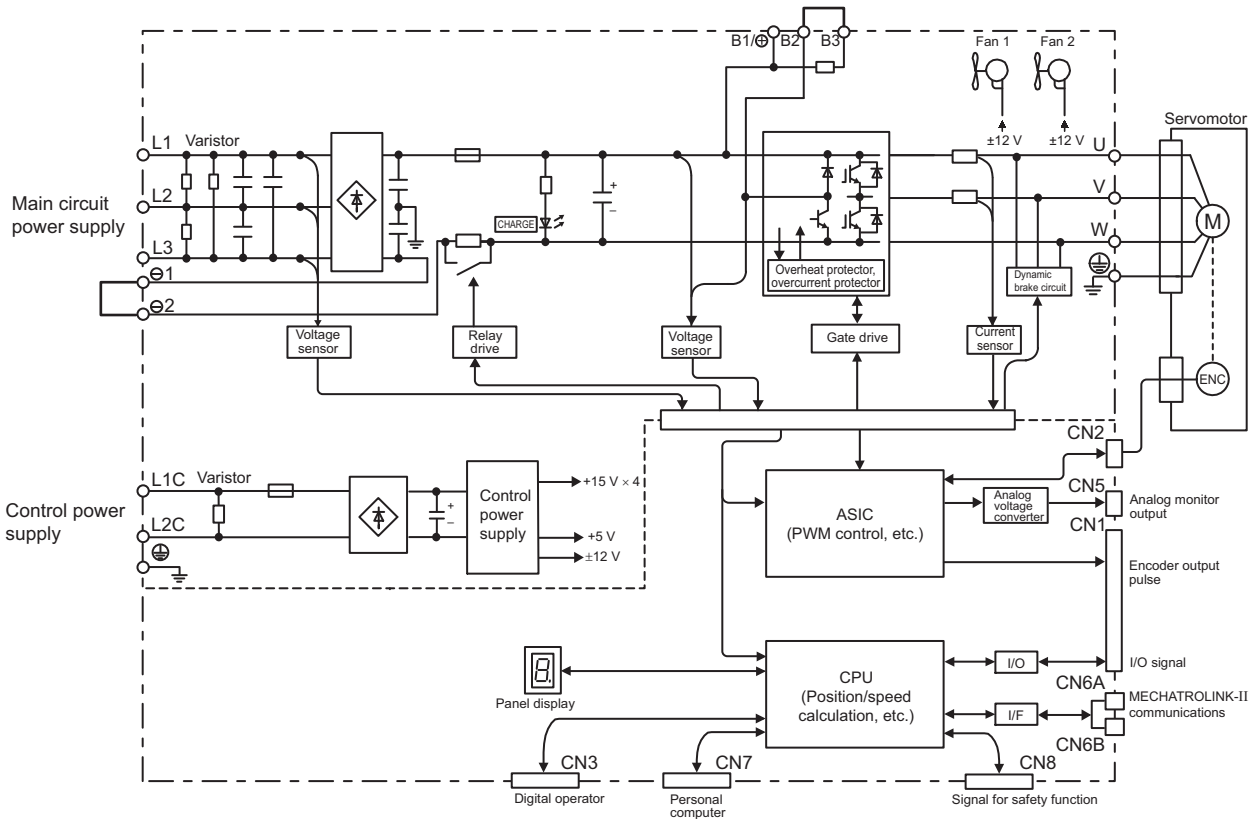 B1/⊕ B2 B3
Fan 1 Fan 2
±12 V ±12 V
Servomotor
Main circuit
power supply
L1 Varistor
L2
L3
⊖1
⊖2
CHARGE
+
–
+
–
Overheat protector,
overcurrent protector
U
V
W
M
ENC
Dynamic
brake circuit
Voltage
sensor
Relay
drive
Voltage
sensor
Gate drive
Current
sensor
Control power
supply
L1C Varistor
L2C
Control
power
supply
+15 V × 4
+5 V
±12 V
ASIC
(PWM control, etc.)
Analog
voltage
converter
CN2
CN5
Analog monitor
output
CN1
Encoder output
pulse
I/O signal
I/O
CPU
(Position/speed
calculation, etc.)
I/F
CN6A
MECHATROLINK-II
communications
CN6B
8.
Panel display
CN3
Digital operator
CN7
Personal
computer
CN8
Signal for safety function